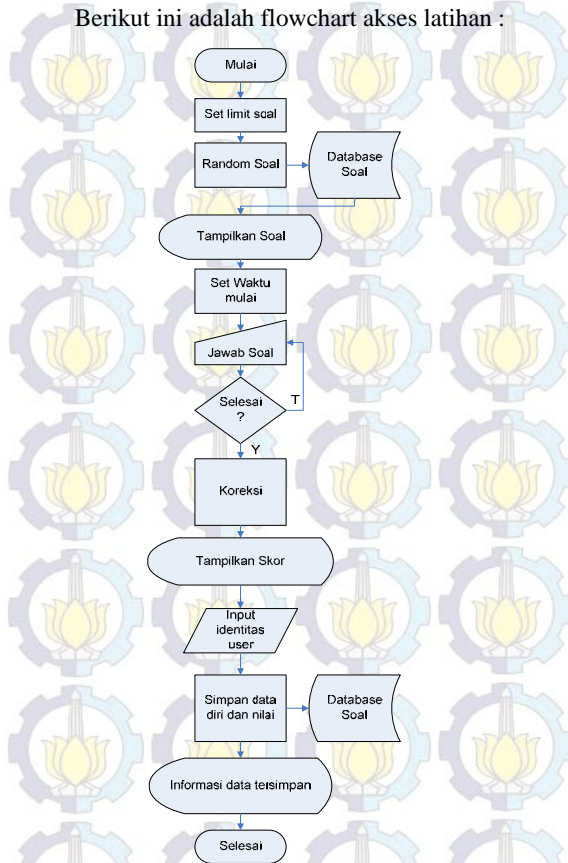 Berikut ini adalah flowchart akses latihan :
Mulai
Set limit soal
Random Soal
Database
Soal
Tampilkan Soal
Set Waktu
mulai
Jawab Soal
Selesai
?
T
Y
Koreksi
Tampilkan Skor
Input
identitas
user
Simpan data
diri dan nilai
Database
Soal
Informasi data tersimpan
Selesai